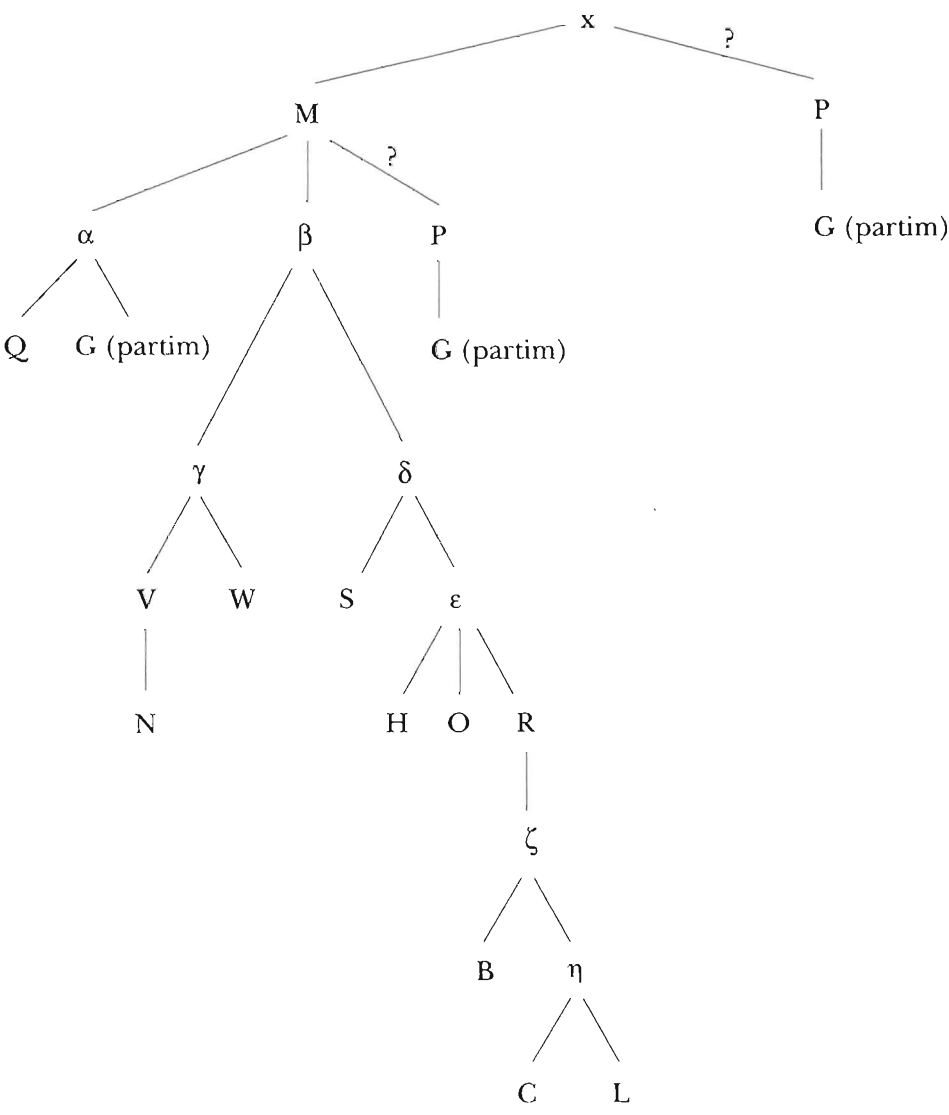 x
?
M P
?
α β P G (partim)
Q G (partim) G (partim)
γ δ
V W S ε
N H O R
ζ
B η
C L